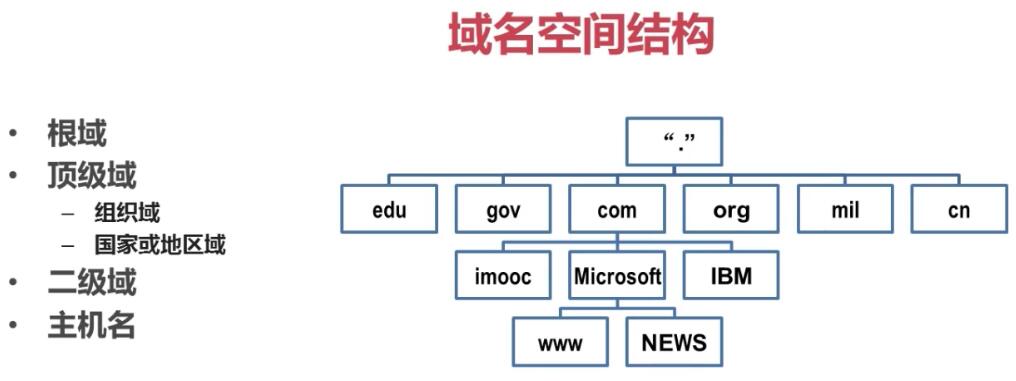 域名空间结构
• 根域
• 顶级域
– 组织域
– 国家或地区域
• 二级域
• 主机名
“.”
edu gov com org mil cn
imooc Microsoft IBM
www NEWS